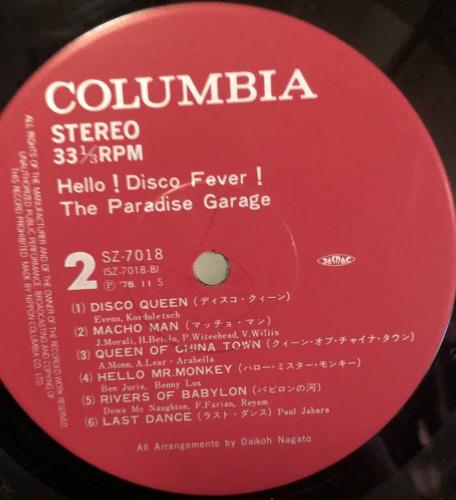 COLUMBIA
STEREO
33⅓RPM
Hello! Disco Fever!
The Paradise Garage
2
SZ-7018
(SZ-7018-B)
Ⓟ '78. 11 S
(1) DISCO QUEEN (ディスコ・クィーン)
Evens, Korduletsch
(2) MACHO MAN (マッチョ・マン)
J.Morali, H.Belolo, P.Witeehead, V.Willis
(3) QUEEN OF CHINA TOWN (クィーン・オブ・チャイナ・タウン)
A.Monn, A.Lear - Arabella
(4) HELLO MR.MONKEY (ハロー・ミスター・モンキー)
Ben Juris, Benny Lux
(5) RIVERS OF BABYLON (バビロンの河)
Dowe Mc Naughton, F.Farian, Reyam
(6) LAST DANCE (ラスト・ダンス) Paul Jabara
All Arrangements by Daikoh Nagato
JASRAC
ALL RIGHTS OF THE MANUFACTURER AND OF THE OWNER OF THE RECORDED WORK RESERVED
UNAUTHORIZED PUBLIC PERFORMANCE, BROADCASTING AND COPYING OF
THIS RECORD PROHIBITED. MADE BY NIPPON COLUMBIA CO., LTD.